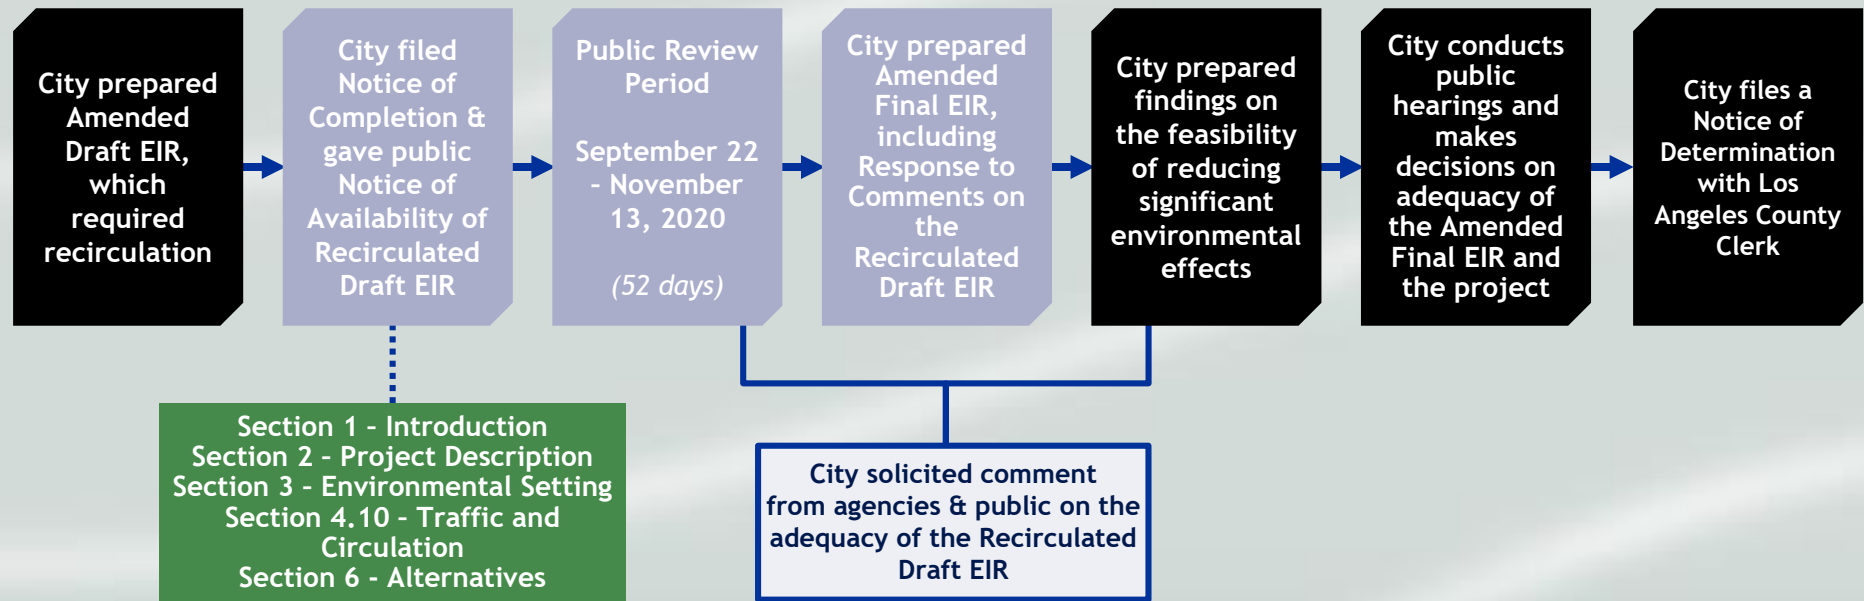 City prepared
Amended
Draft EIR,
which
required
recirculation
City filed
Notice of
Completion &
gave public
Notice of
Availability of
Recirculated
Draft EIR
Public Review
Period
September 22
– November
13, 2020
(52 days)
City prepared
Amended
Final EIR,
including
Response to
Comments on
the
Recirculated
Draft EIR
City prepared
findings on
the feasibility
of reducing
significant
environmental
effects
City conducts
public
hearings and
makes
decisions on
adequacy of
the Amended
Final EIR and
the project
City files a
Notice of
Determination
with Los
Angeles County
Clerk
Section 1 – Introduction
Section 2 – Project Description
Section 3 – Environmental Setting
Section 4.10 – Traffic and
Circulation
Section 6 - Alternatives
City solicited comment
from agencies & public on the
adequacy of the Recirculated
Draft EIR